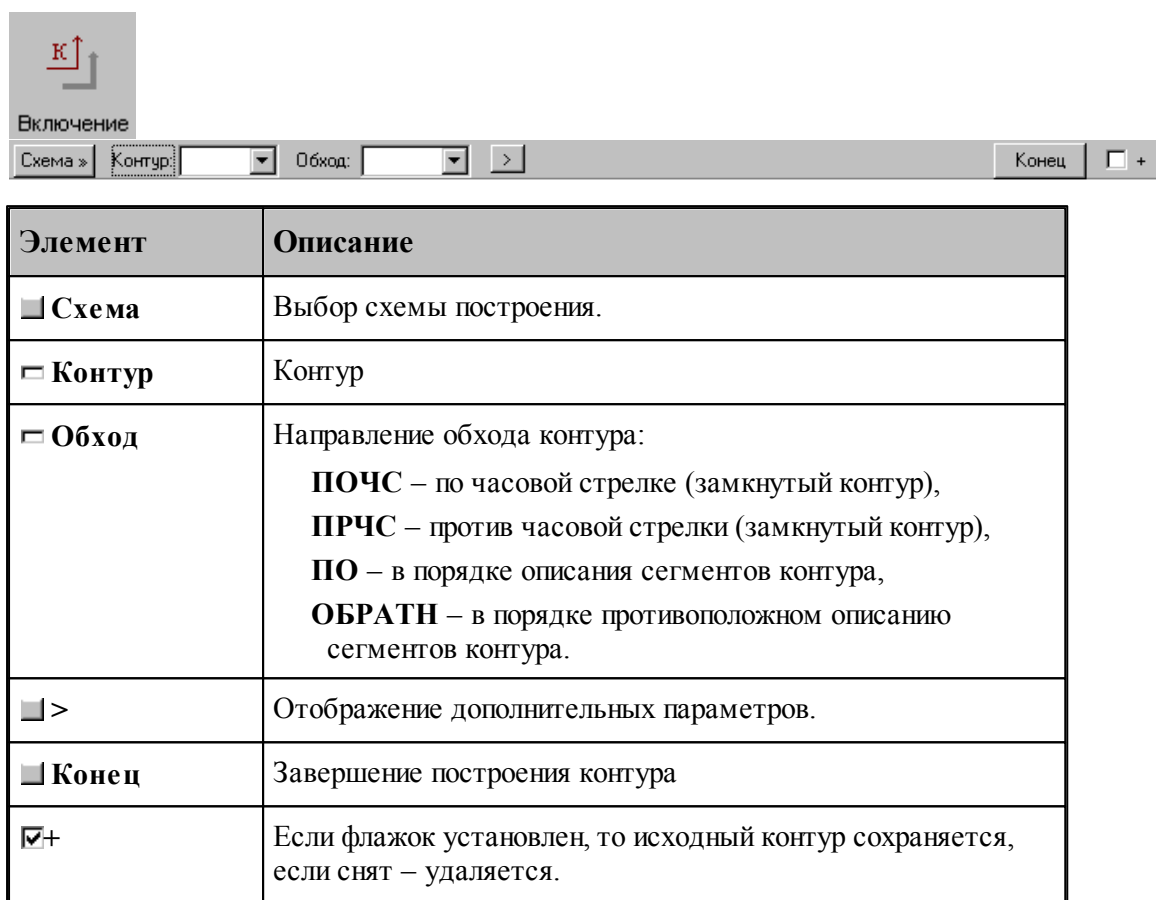 К
Включение
Схема » Контур: Обход: > Конец +
Элемент Описание
Схема Выбор схемы построения.
Контур Контур
Обход Направление обхода контура:
ПОЧС – по часовой стрелке (замкнутый контур),
ПРЧС – против часовой стрелки (замкнутый контур),
ПО – в порядке описания сегментов контура,
ОБРАТН – в порядке противоположном описанию
сегментов контура.
> Отображение дополнительных параметров.
Конец Завершение построения контура
+ Если флажок установлен, то исходный контур сохраняется,
если снят – удаляется.